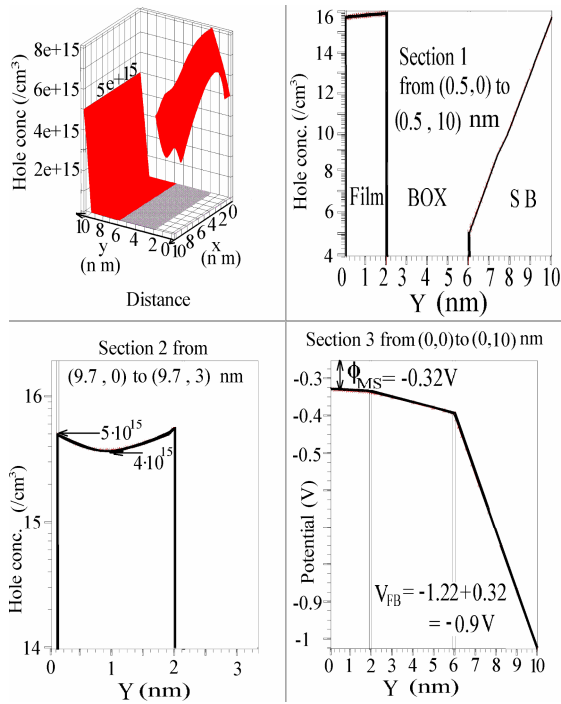 8e+15
6e+15
4e+15
2e+15
5e+15
Hole conc (/cm³)
10 8 6 4 2 0
y
(n m)
10 8 6 4 2 0
x
(n m)
Distance
16
14
12
10
8
6
4
Hole conc. (/cm³)
Section 1
from (0.5,0) to
(0.5 , 10) nm
Film
BOX
S B
0 1 2 3 4 5 6 7 8 9 10
Y (nm)
Section 2 from
(9.7 , 0) to (9.7 , 3) nm
16
15
14
Hole conc. (/cm³)
5·10¹⁵
4·10¹⁵
0 1 2 3
Y (nm)
Section 3 from (0,0) to (0,10) nm
-0.3
-0.4
-0.5
-0.9
-1
Potential (V)
ϕMS = -0.32V
VFB = -1.22+0.32
= -0.9V
0 1 2 3 4 5 6 7 8 9 10
Y (nm)